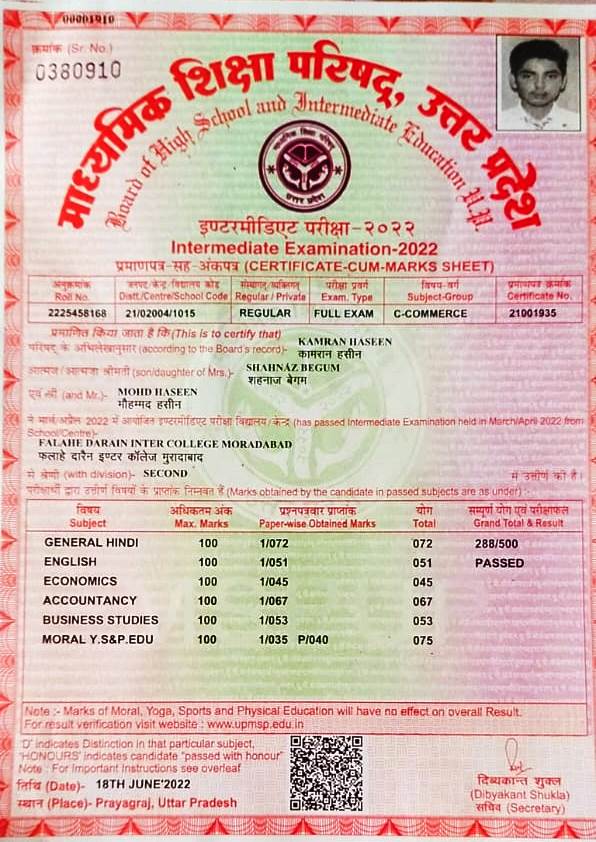 00001910
क्रमांक (Sr. No.)
0380910
माध्यमिक शिक्षा परिषद्, उत्तर प्रदेश
Board of High School and Intermediate Education U.P.
माध्यमिक शिक्षा परिषद्
उत्तर प्रदेश
इण्टरमीडिएट परीक्षा-२०२२
Intermediate Examination-2022
प्रमाणपत्र-सह-अंकपत्र (CERTIFICATE-CUM-MARKS SHEET)
अनुक्रमांक जनपद/केन्द्र/विद्यालय कोड संस्थागत/व्यक्तिगत परीक्षा प्रवर्ग विषय-वर्ग प्रमाणपत्र क्रमांक
Roll No. Distt./Centre/School Code Regular / Private Exam. Type Subject-Group Certificate No.
2225458168 21/02004/1015 REGULAR FULL EXAM C-COMMERCE 21001935
प्रमाणित किया जाता है कि (This is to certify that)
परिषद् के अभिलेखानुसार (according to the Board's record)- KAMRAN HASEEN
कामरान हसीन
आत्मज/आत्मजा श्रीमती (son/daughter of Mrs.)- SHAHNAZ BEGUM
शहनाज बेगम
एवं श्री (and Mr.)- MOHD HASEEN
मौहम्मद हसीन
ने मार्च/अप्रैल 2022 में आयोजित इण्टरमीडिएट परीक्षा विद्यालय/केन्द्र (has passed Intermediate Examination held in March/April 2022 from
School/Centre)-
FALAHE DARAIN INTER COLLEGE MORADABAD
फलाहे दारैन इण्टर कॉलेज मुरादाबाद
से श्रेणी (with division)- SECOND में उत्तीर्ण की है।
परीक्षार्थी द्वारा उत्तीर्ण विषयों के प्राप्तांक निम्नवत हैं (Marks obtained by the candidate in passed subjects are as under) :-
विषय अधिकतम अंक प्रश्नपत्रवार प्राप्तांक योग सम्पूर्ण योग एवं परीक्षाफल
Subject Max. Marks Paper-wise Obtained Marks Total Grand Total & Result
GENERAL HINDI 100 1/072 072 288/500
ENGLISH 100 1/051 051 PASSED
ECONOMICS 100 1/045 045
ACCOUNTANCY 100 1/067 067
BUSINESS STUDIES 100 1/053 053
MORAL Y.S&P.EDU 100 1/035 P/040 075
Note :- Marks of Moral, Yoga, Sports and Physical Education will have no effect on overall Result.
For result verification visit website : www.upmsp.edu.in
'D' indicates Distinction in that particular subject,
'HONOURS' indicates candidate "passed with honour"
Note : For Important Instructions see overleaf
तिथि (Date)- 18TH JUNE'2022
स्थान (Place)- Prayagraj, Uttar Pradesh
दिव्यकान्त शुक्ल
(Dibyakant Shukla)
सचिव (Secretary)